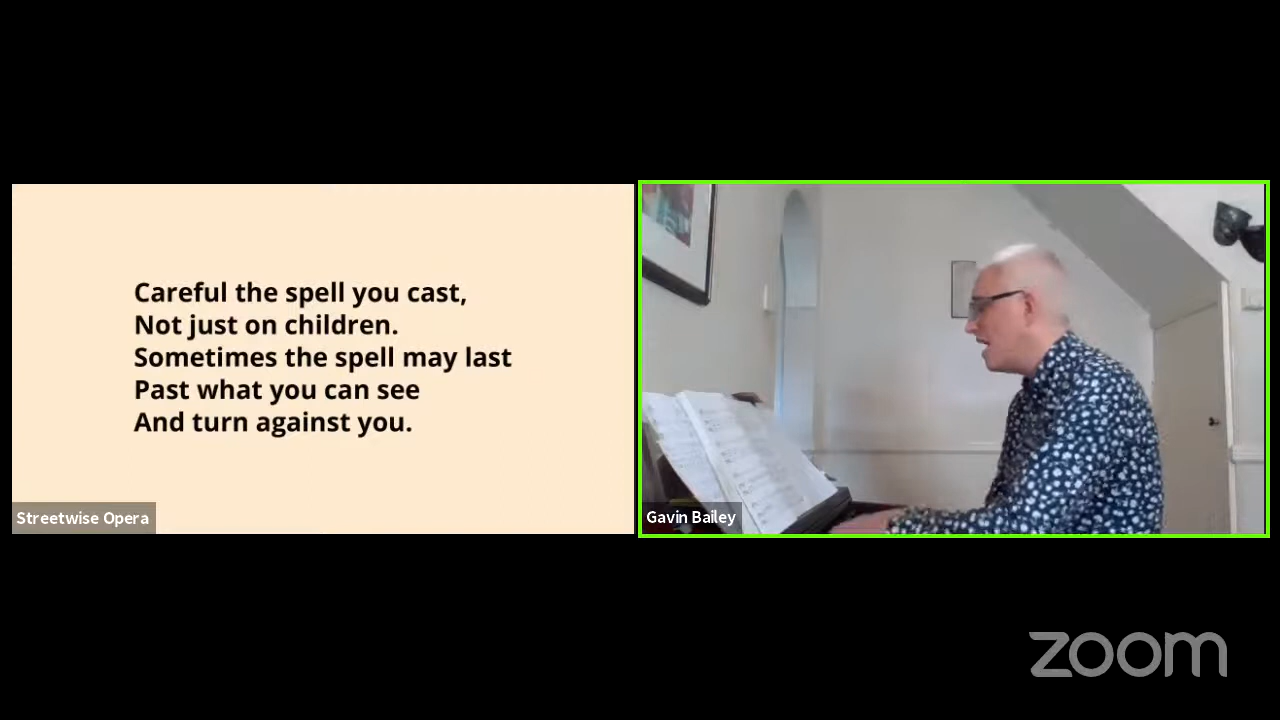 Careful the spell you cast,
Not just on children.
Sometimes the spell may last
Past what you can see
And turn against you.
Streetwise Opera
Gavin Bailey
zoom